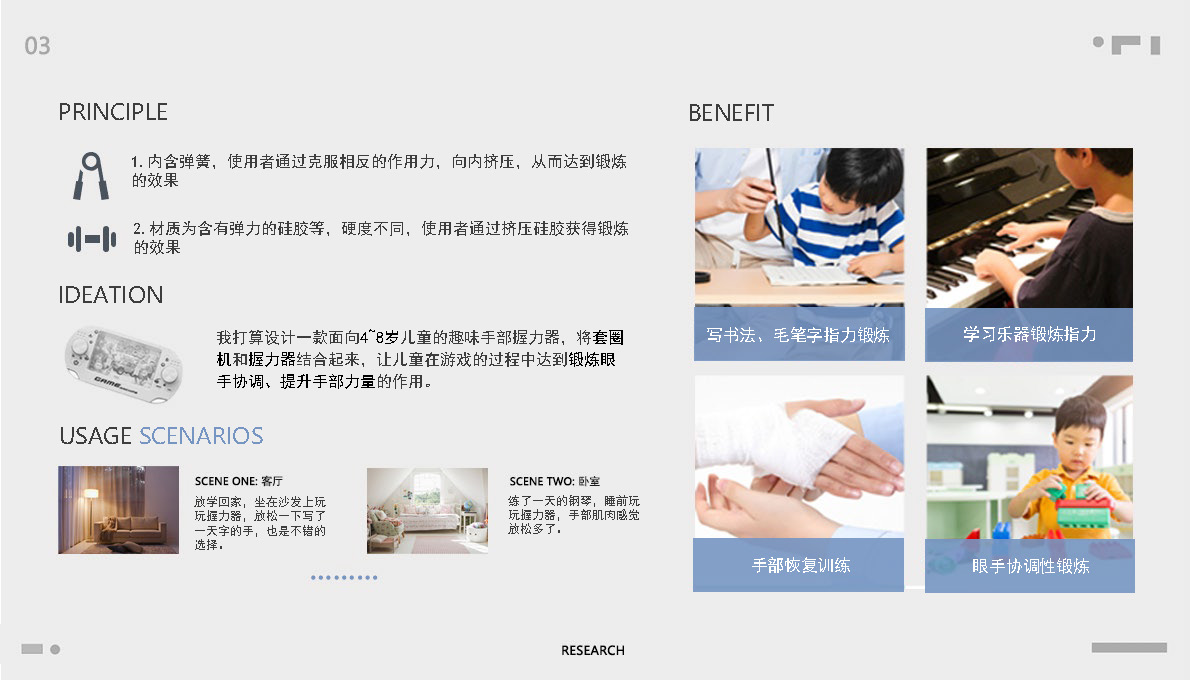 03
PRINCIPLE
1. 内含弹簧，使用者通过克服相反的作用力，向内挤压，从而达到锻炼
的效果
2. 材质为含有弹力的硅胶等，硬度不同，使用者通过挤压硅胶获得锻炼
的效果
IDEATION
我打算设计一款面向4~8岁儿童的趣味手部握力器，将套圈
机和握力器结合起来，让儿童在游戏的过程中达到锻炼眼
手协调、提升手部力量的作用。
GAME
USAGE SCENARIOS
SCENE ONE: 客厅
放学回家，坐在沙发上玩
玩握力器，放松一下写了
一天字的手，也是不错的
选择。
SCENE TWO: 卧室
练了一天的钢琴，睡前玩
玩握力器，手部肌肉感觉
放松多了。
BENEFIT
写书法、毛笔字指力锻炼
学习乐器锻炼指力
手部恢复训练
眼手协调性锻炼
RESEARCH